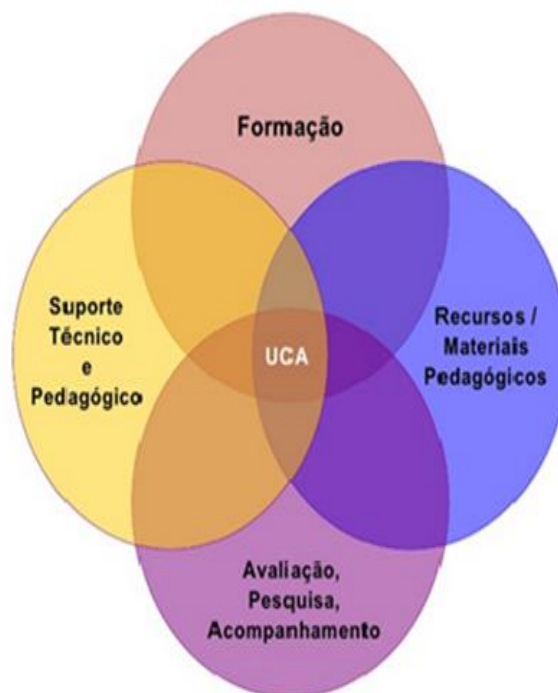 Formação
Suporte
Técnico
e
Pedagógico
UCA
Recursos /
Materiais
Pedagógicos
Avaliação,
Pesquisa,
Acompanhamento